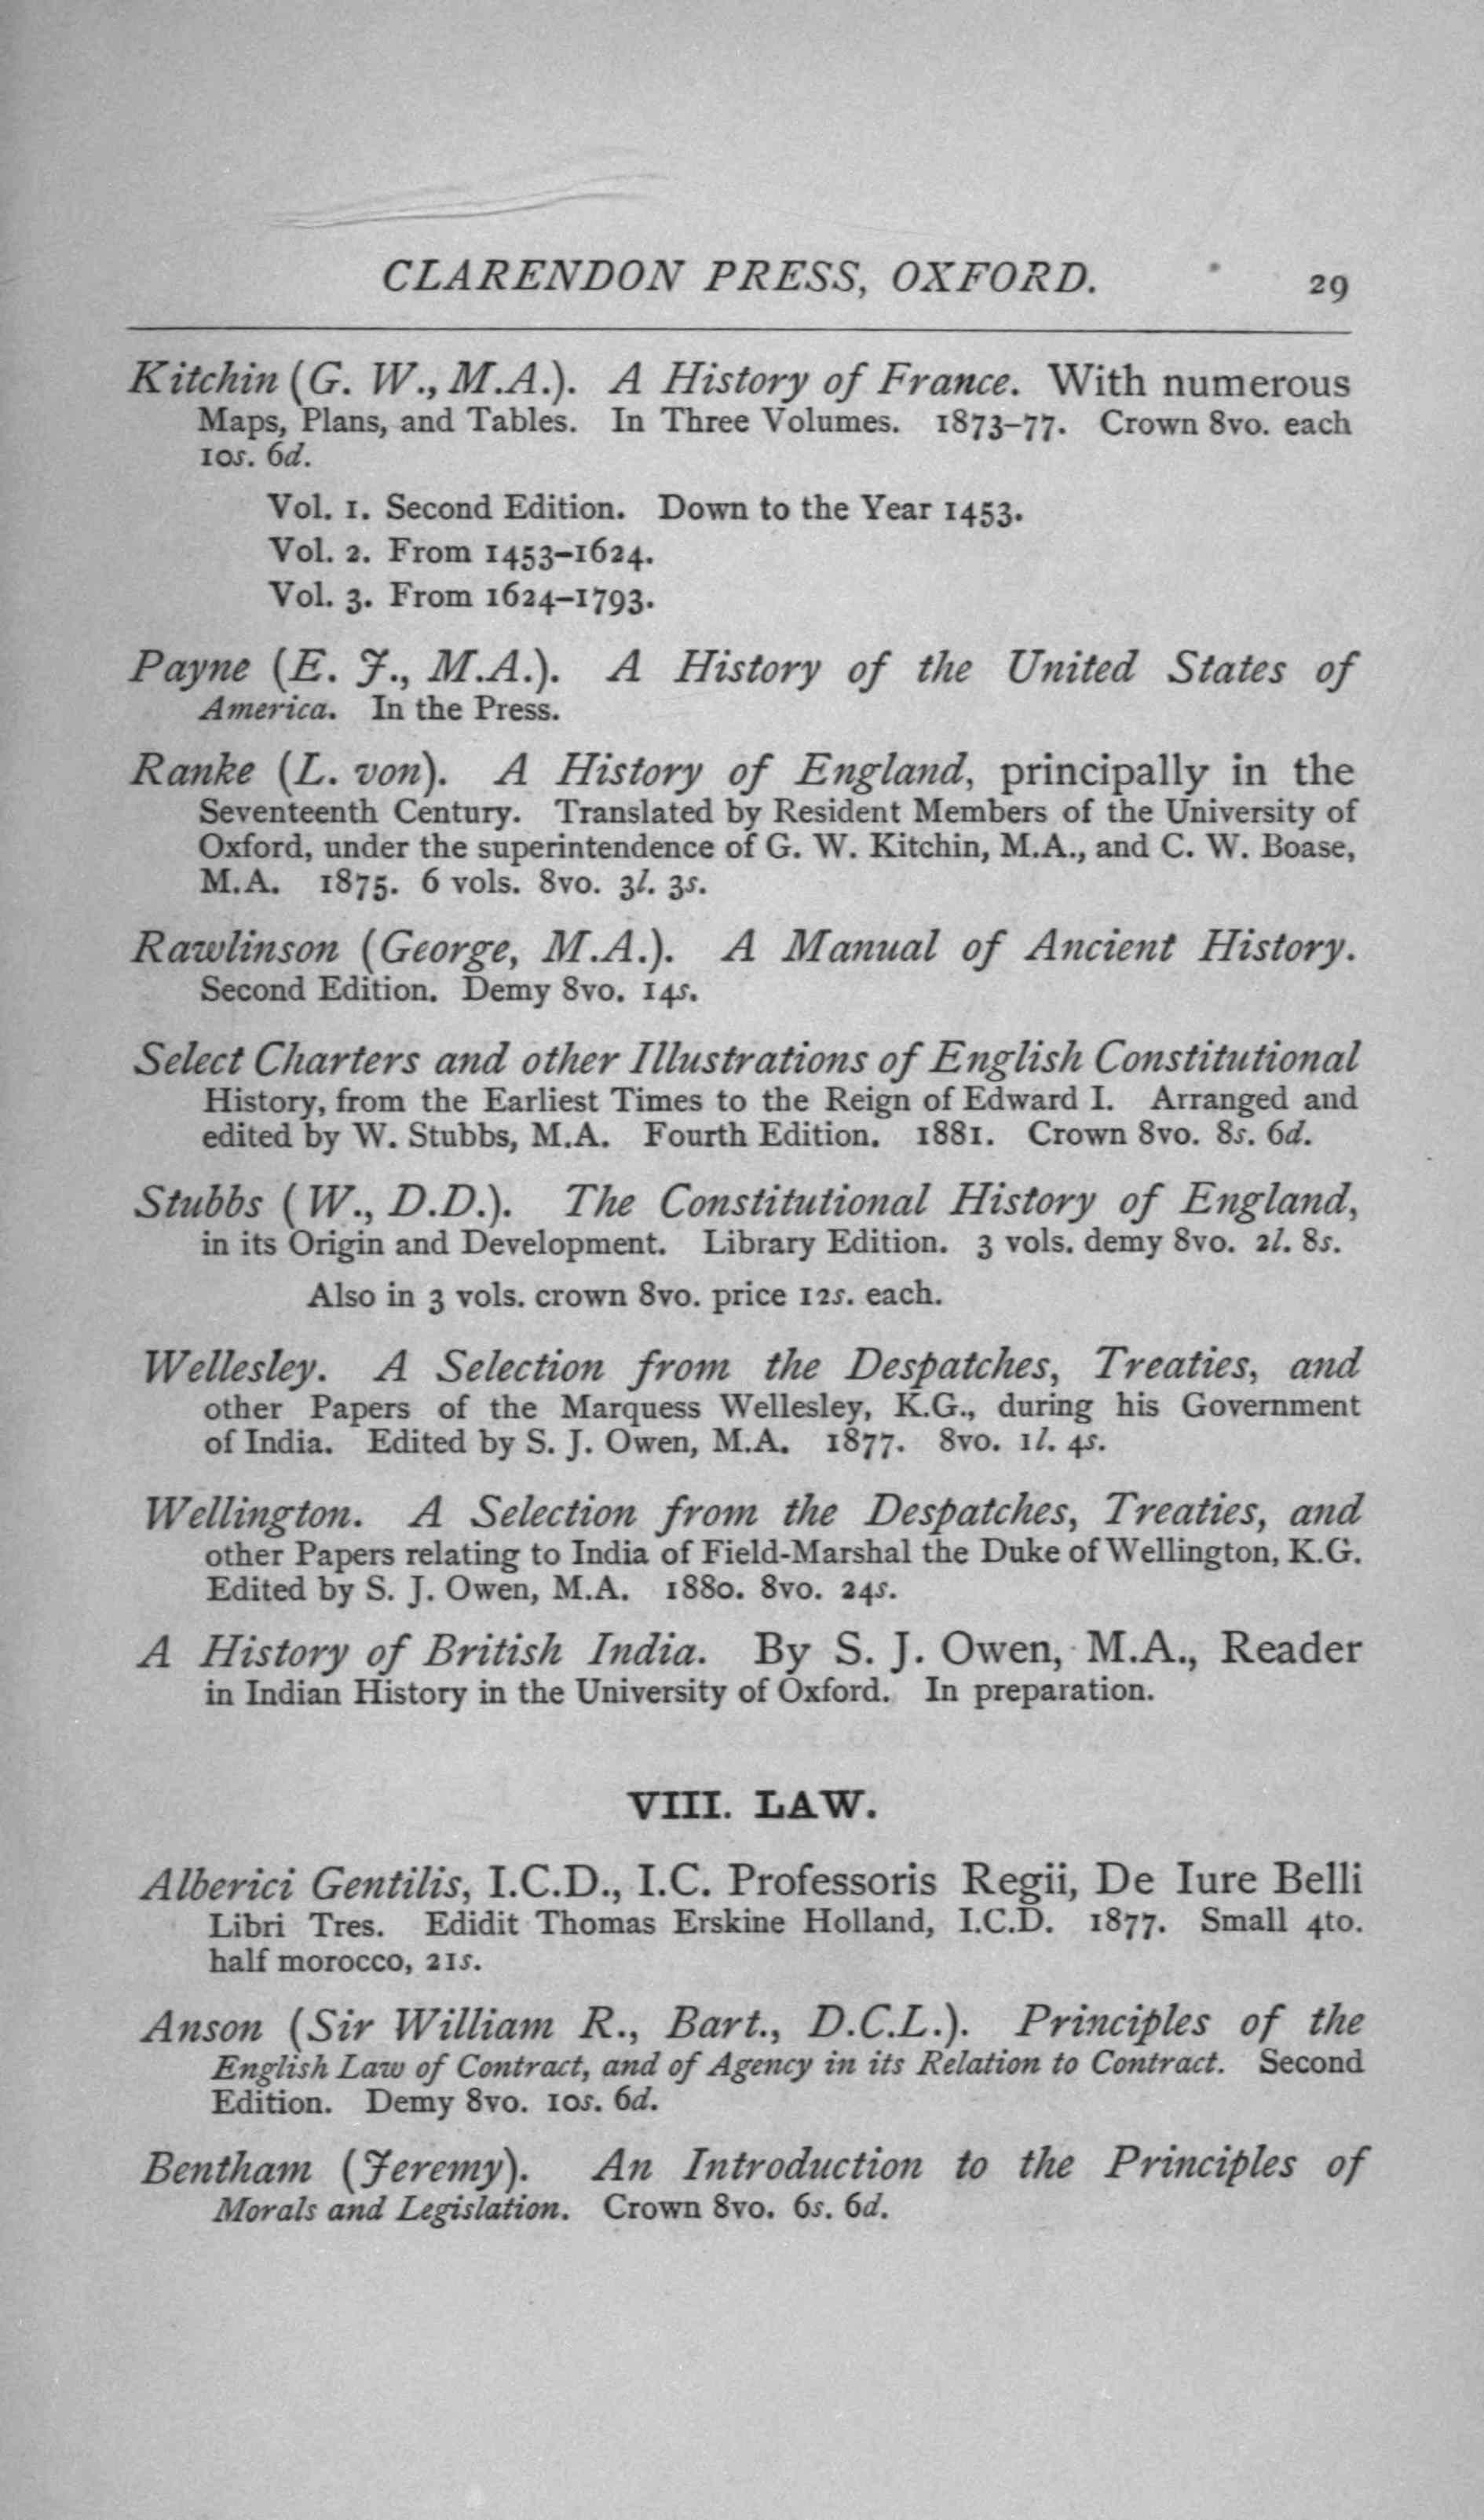 CLARENDON PRESS, OXFORD. 29
Kitchin (G. W., M.A.). A History of France. With numerous
Maps, Plans, and Tables. In Three Volumes. 1873–77. Crown 8vo. each
10s. 6d.
Vol. 1. Second Edition. Down to the Year 1453.
Vol. 2. From 1453–1624.
Vol. 3. From 1624–1793.
Payne (E. J., M.A.). A History of the United States of
America. In the Press.
Ranke (L. von). A History of England, principally in the
Seventeenth Century. Translated by Resident Members of the University of
Oxford, under the superintendence of G. W. Kitchin, M.A., and C. W. Boase,
M.A. 1875. 6 vols. 8vo. 3l. 3s.
Rawlinson (George, M.A.). A Manual of Ancient History.
Second Edition. Demy 8vo. 14s.
Select Charters and other Illustrations of English Constitutional
History, from the Earliest Times to the Reign of Edward I. Arranged and
edited by W. Stubbs, M.A. Fourth Edition. 1881. Crown 8vo. 8s. 6d.
Stubbs (W., D.D.). The Constitutional History of England,
in its Origin and Development. Library Edition. 3 vols. demy 8vo. 2l. 8s.
Also in 3 vols. crown 8vo. price 12s. each.
Wellesley. A Selection from the Despatches, Treaties, and
other Papers of the Marquess Wellesley, K.G., during his Government
of India. Edited by S. J. Owen, M.A. 1877. 8vo. 1l. 4s.
Wellington. A Selection from the Despatches, Treaties, and
other Papers relating to India of Field-Marshal the Duke of Wellington, K.G.
Edited by S. J. Owen, M.A. 1880. 8vo. 24s.
A History of British India. By S. J. Owen, M.A., Reader
in Indian History in the University of Oxford. In preparation.
VIII. LAW.
Alberici Gentilis, I.C.D., I.C. Professoris Regii, De Iure Belli
Libri Tres. Edidit Thomas Erskine Holland, I.C.D. 1877. Small 4to.
half morocco, 21s.
Anson (Sir William R., Bart., D.C.L.). Principles of the
English Law of Contract, and of Agency in its Relation to Contract. Second
Edition. Demy 8vo. 10s. 6d.
Bentham (Jeremy). An Introduction to the Principles of
Morals and Legislation. Crown 8vo. 6s. 6d.